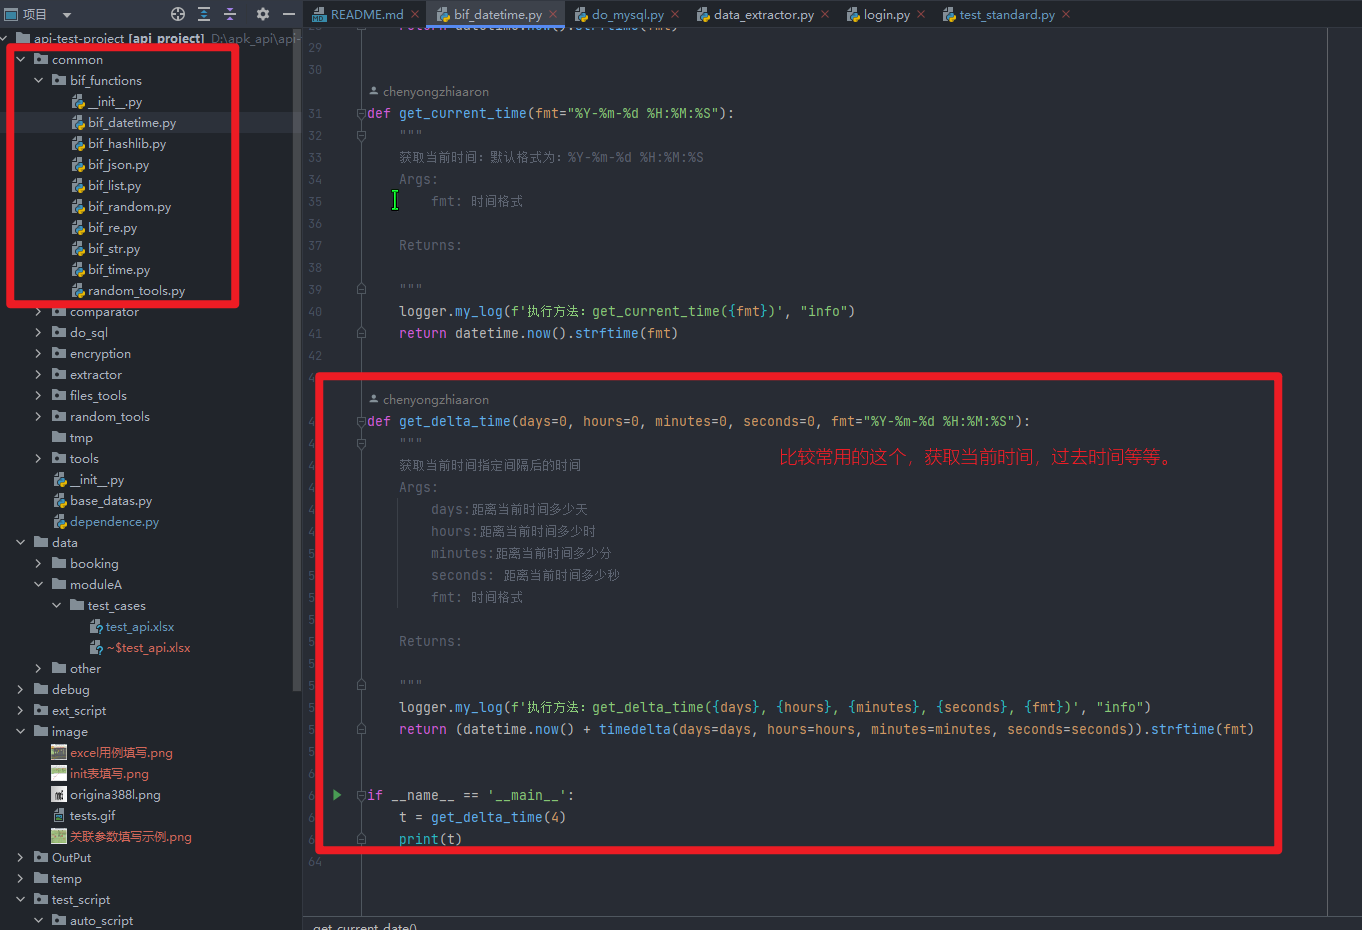 项目
README.md
bif_datetime.py
do_mysql.py
data_extractor.py
login.py
test_standard.py
api-test-project [api_project] D:\apk_api\api-
common
bif_functions
__init__.py
bif_datetime.py
bif_hashlib.py
bif_json.py
bif_list.py
bif_random.py
bif_re.py
bif_str.py
bif_time.py
random_tools.py
comparator
do_sql
encryption
extractor
files_tools
random_tools
tmp
tools
__init__.py
base_datas.py
dependence.py
data
booking
moduleA
test_cases
test_api.xlsx
~$test_api.xlsx
other
debug
ext_script
image
excel用例填写.png
init表填写.png
origina388l.png
tests.gif
关联参数填写示例.png
OutPut
temp
test_script
auto_script
return datetime.now().strftime(fmt)
29
30
chenyongzhiaaron
31 def get_current_time(fmt="%Y-%m-%d %H:%M:%S"):
32 """
33 获取当前时间: 默认格式为: %Y-%m-%d %H:%M:%S
34 Args:
35 fmt: 时间格式
36
37 Returns:
38
39 """
40 logger.my_log(f'执行方法: get_current_time({fmt})', "info")
41 return datetime.now().strftime(fmt)
42
chenyongzhiaaron
def get_delta_time(days=0, hours=0, minutes=0, seconds=0, fmt="%Y-%m-%d %H:%M:%S"):
"""
比较常用的这个，获取当前时间，过去时间等等。
获取当前时间指定间隔后的时间
Args:
days:距离当前时间多少天
hours:距离当前时间多少时
minutes:距离当前时间多少分
seconds: 距离当前时间多少秒
fmt: 时间格式
Returns:
"""
logger.my_log(f'执行方法: get_delta_time({days}, {hours}, {minutes}, {seconds}, {fmt})', "info")
return (datetime.now() + timedelta(days=days, hours=hours, minutes=minutes, seconds=seconds)).strftime(fmt)
if __name__ == '__main__':
t = get_delta_time(4)
print(t)
64
get_current_date()